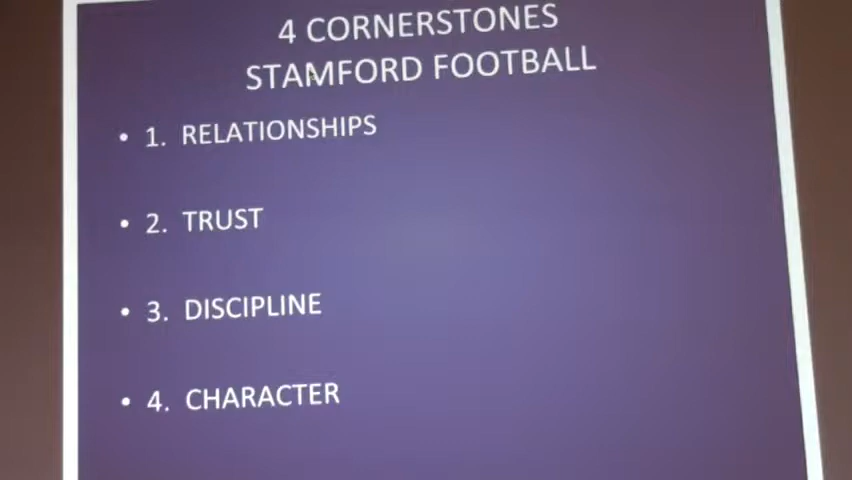 4 CORNERSTONES
STAMFORD FOOTBALL
• 1. RELATIONSHIPS
• 2. TRUST
• 3. DISCIPLINE
• 4. CHARACTER